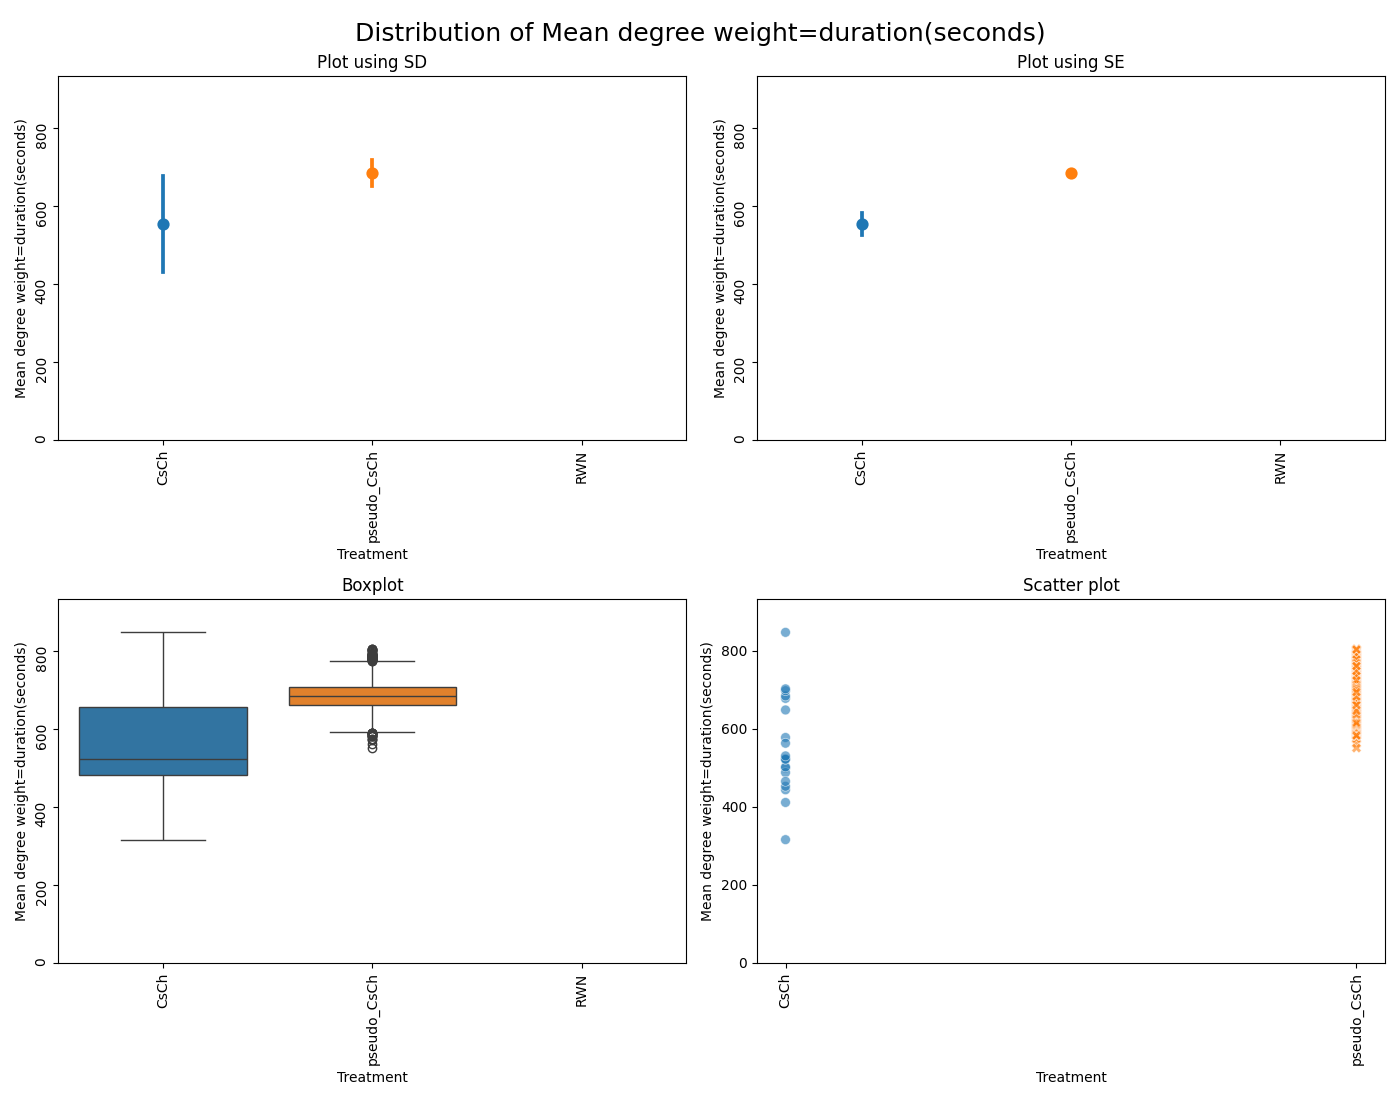 Distribution of Mean degree weight=duration(seconds)
Plot using SD
Mean degree weight=duration(seconds)
800
600
400
200
0
CsCh
pseudo_CsCh
RWN
Treatment
Plot using SE
Mean degree weight=duration(seconds)
800
600
400
200
0
CsCh
pseudo_CsCh
RWN
Treatment
Boxplot
Mean degree weight=duration(seconds)
800
600
400
200
0
CsCh
pseudo_CsCh
RWN
Treatment
Scatter plot
Mean degree weight=duration(seconds)
800
600
400
200
0
CsCh
pseudo_CsCh
Treatment